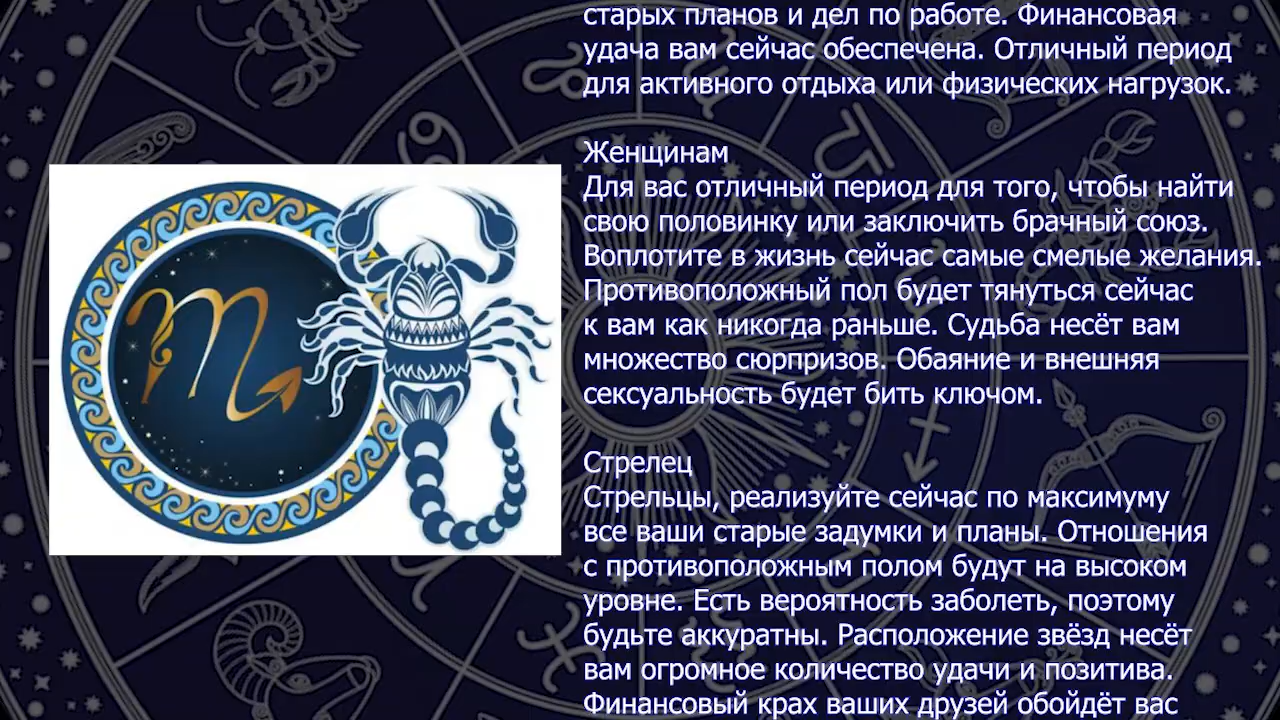 старых планов и дел по работе. Финансовая
удача вам сейчас обеспечена. Отличный период
для активного отдыха или физических нагрузок.
Женщинам
Для вас отличный период для того, чтобы найти
свою половинку или заключить брачный союз.
Воплотите в жизнь сейчас самые смелые желания.
Противоположный пол будет тянуться сейчас
к вам как никогда раньше. Судьба несёт вам
множество сюрпризов. Обаяние и внешняя
сексуальность будет бить ключом.
Стрелец
Стрельцы, реализуйте сейчас по максимуму
все ваши старые задумки и планы. Отношения
с противоположным полом будут на высоком
уровне. Есть вероятность заболеть, поэтому
будьте аккуратны. Расположение звёзд несёт
вам огромное количество удачи и позитива.
Финансовый крах ваших друзей обойдёт вас